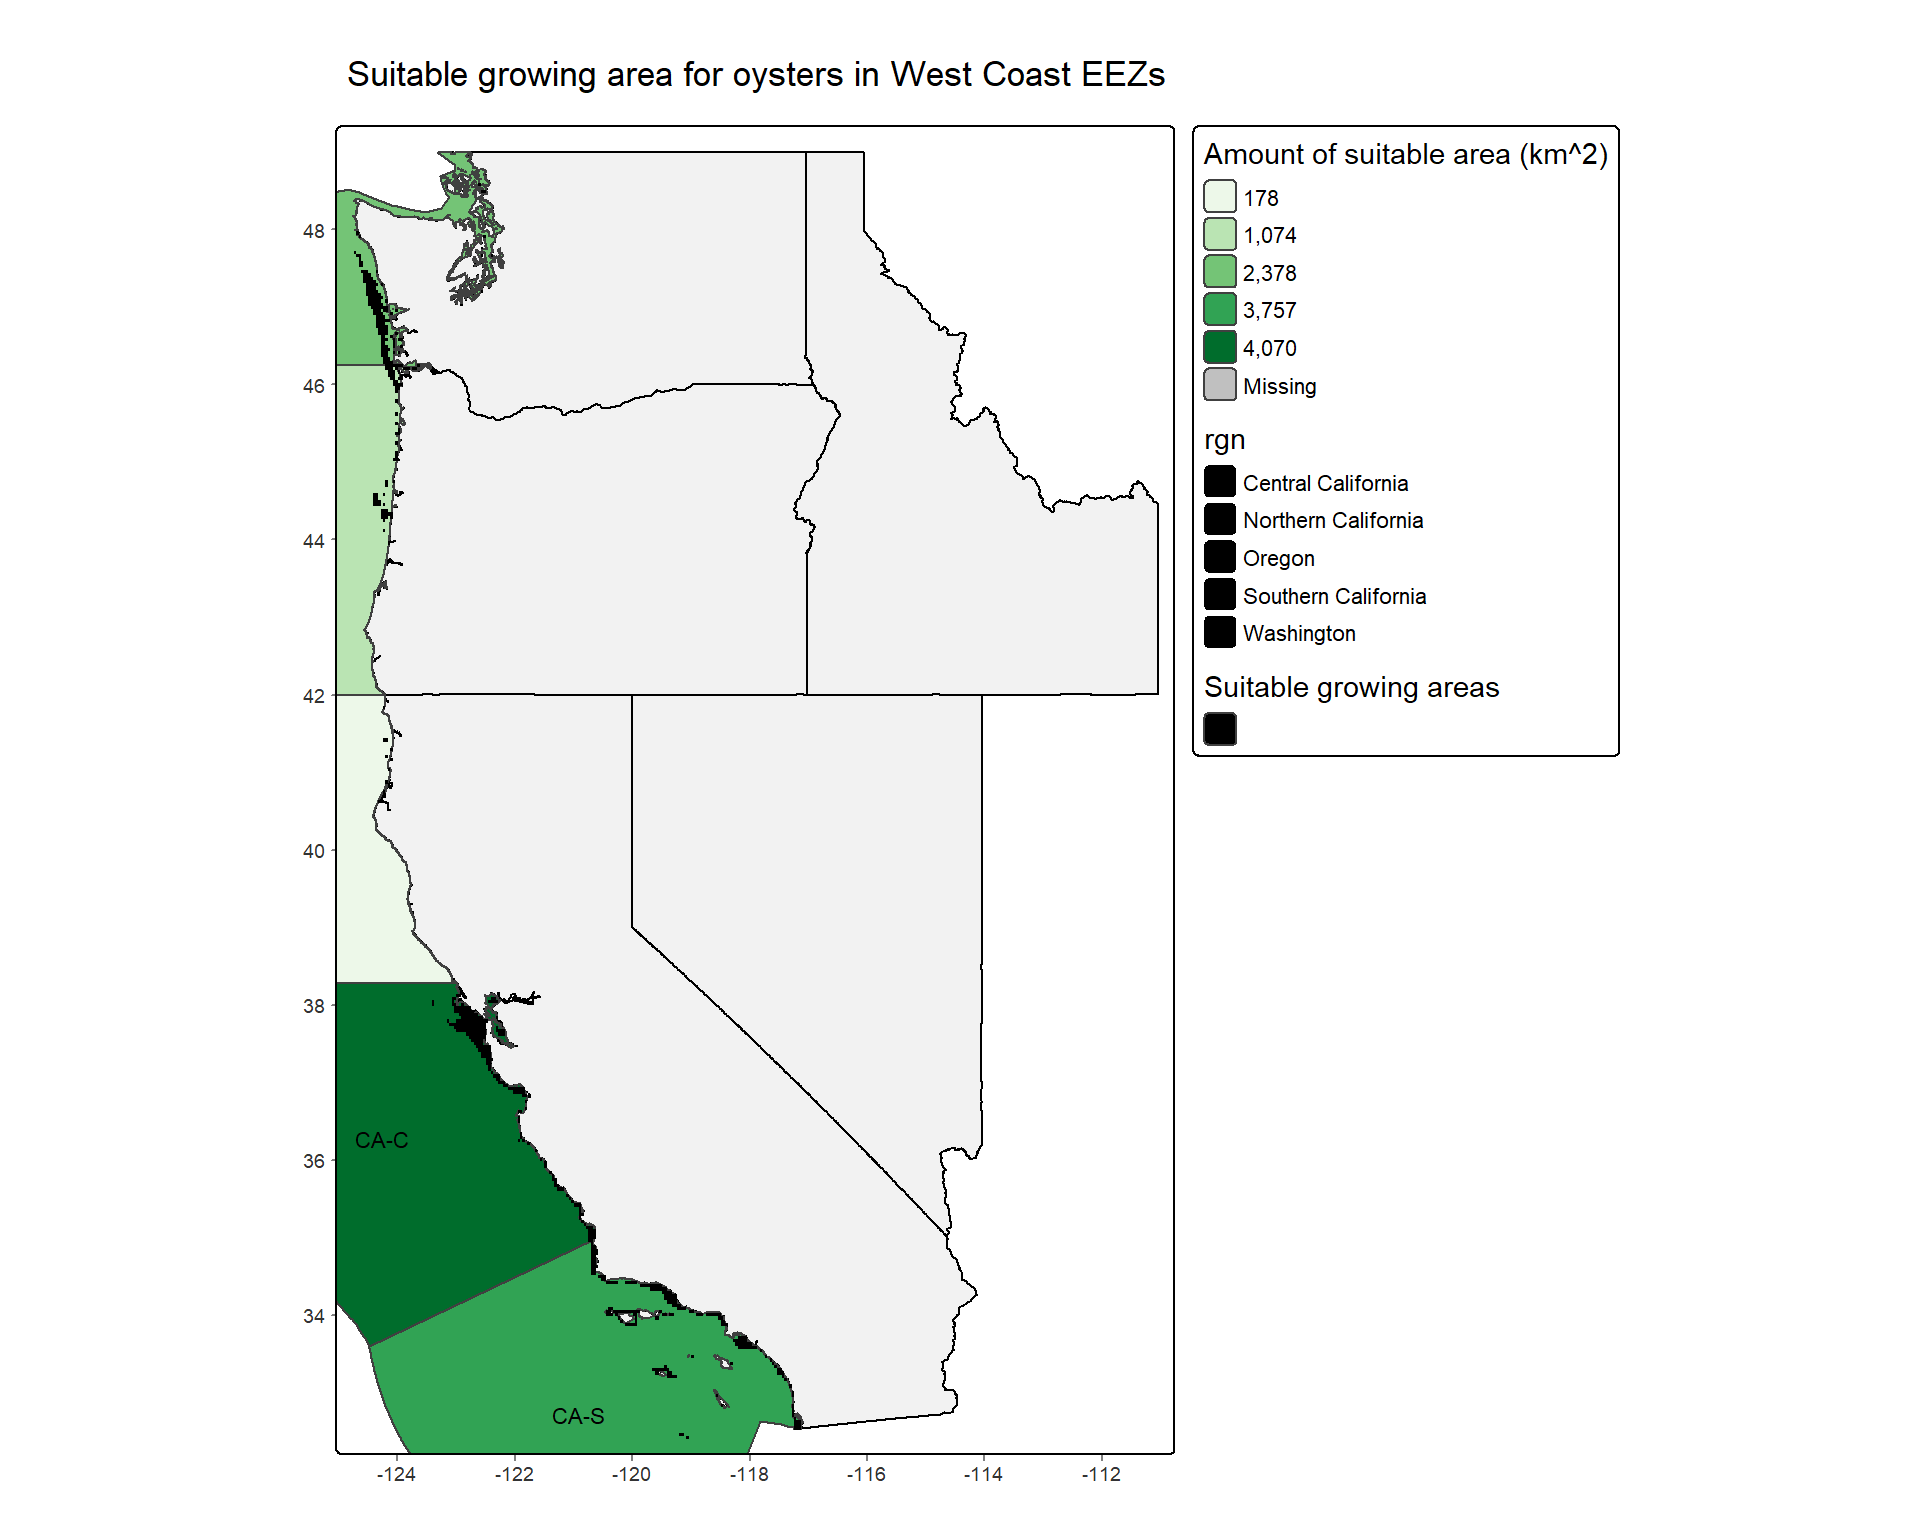 Suitable growing area for oysters in West Coast EEZs
Amount of suitable area (km^2)
178
1,074
2,378
3,757
4,070
Missing
rgn
Central California
Northern California
Oregon
Southern California
Washington
Suitable growing areas
48
46
44
42
40
38
36
34
CA-C
CA-S
-124
-122
-120
-118
-116
-114
-112